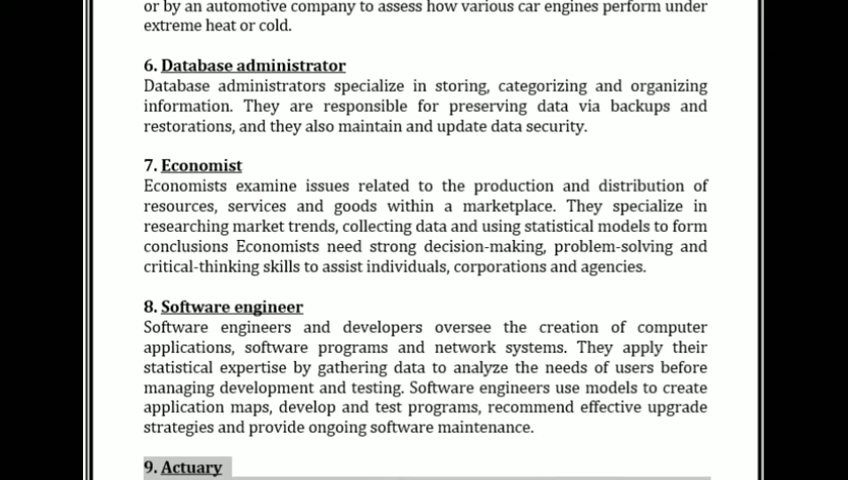 or by an automotive company to assess how various car engines perform under
extreme heat or cold.
6. Database administrator
Database administrators specialize in storing, categorizing and organizing
information. They are responsible for preserving data via backups and
restorations, and they also maintain and update data security.
7. Economist
Economists examine issues related to the production and distribution of
resources, services and goods within a marketplace. They specialize in
researching market trends, collecting data and using statistical models to form
conclusions Economists need strong decision-making, problem-solving and
critical-thinking skills to assist individuals, corporations and agencies.
8. Software engineer
Software engineers and developers oversee the creation of computer
applications, software programs and network systems. They apply their
statistical expertise by gathering data to analyze the needs of users before
managing development and testing. Software engineers use models to create
application maps, develop and test programs, recommend effective upgrade
strategies and provide ongoing software maintenance.
9. Actuary